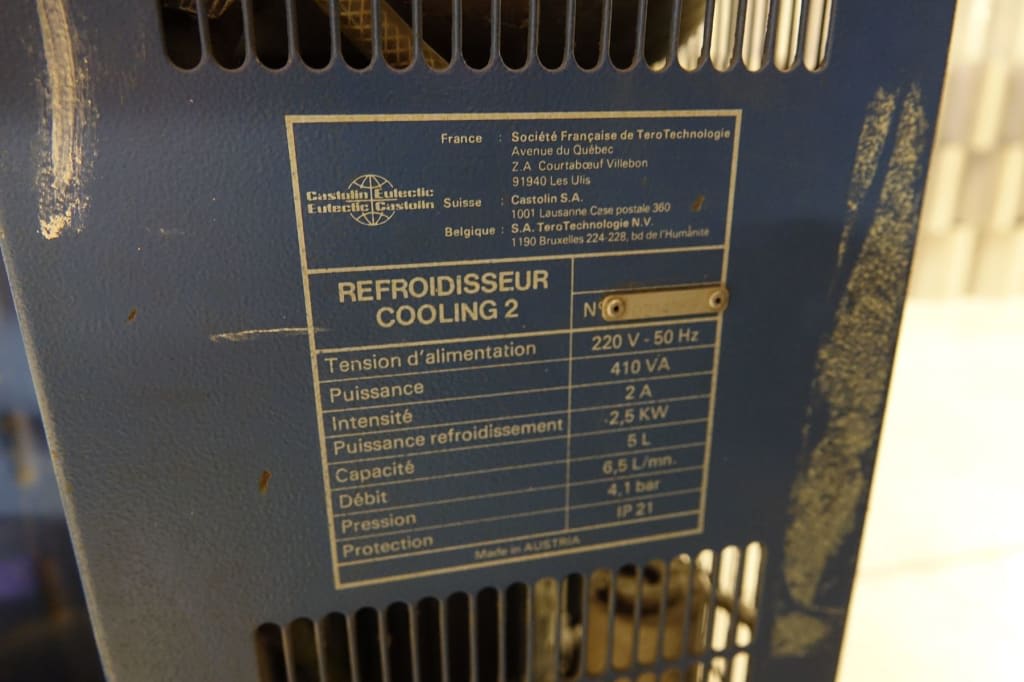 France : Société Française de TeroTechnologie
Avenue du Québec
Z.A Courtabœuf Villebon
91940 Les Ulis
Castolin Eutectic
Eutectic Castolin
Suisse : Castolin S.A.
1001 Lausanne Case postale 360
Belgique : S.A. TeroTechnologie N.V.
1190 Bruxelles 224-228, bd de l'Humanité
REFROIDISSEUR
COOLING 2
N°
Tension d'alimentation 220 V - 50 Hz
Puissance 410 VA
Intensité 2 A
Puissance refroidissement 2,5 KW
Capacité 5 L
Débit 6,5 L/mn.
Pression 4,1 bar
Protection IP 21
Made in AUSTRIA